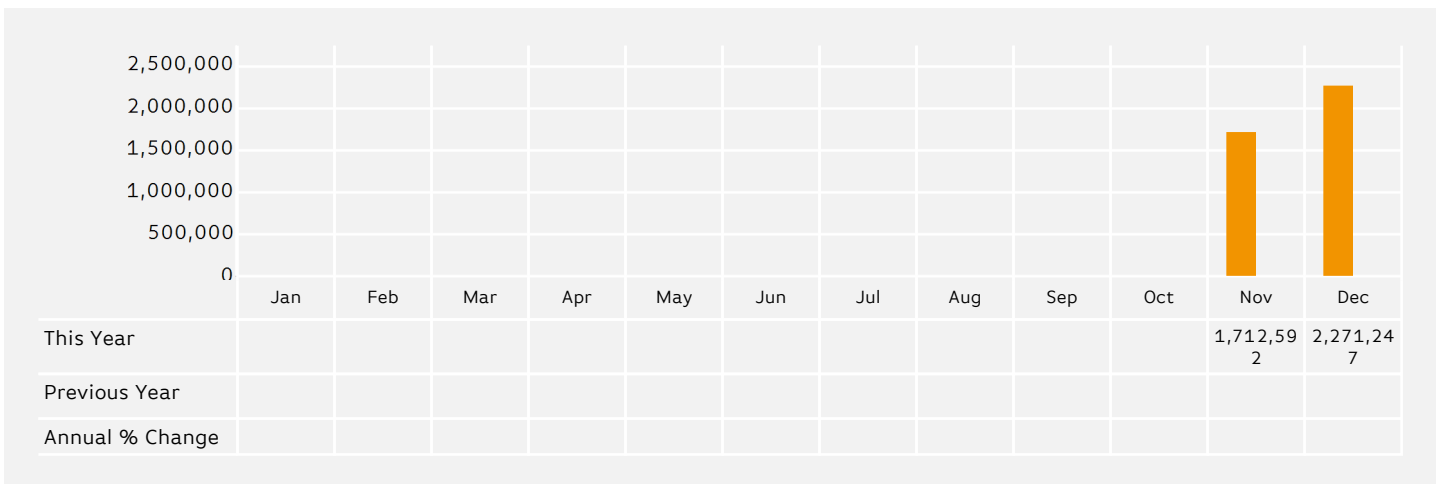 2,500,000
2,000,000
1,500,000
1,000,000
500,000
0
Jan Feb Mar Apr May Jun Jul Aug Sep Oct Nov Dec
This Year 1,712,59 2,271,24
2 7
Previous Year
Annual % Change